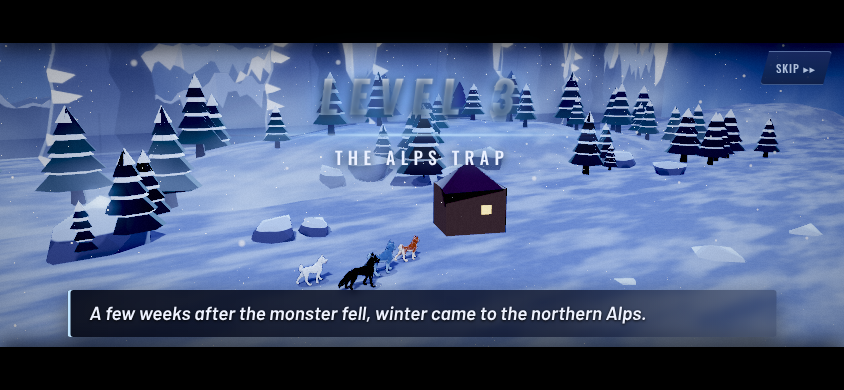 SKIP ▸▸
LEVEL 3
THE ALPS TRAP
A few weeks after the monster fell, winter came to the northern Alps.